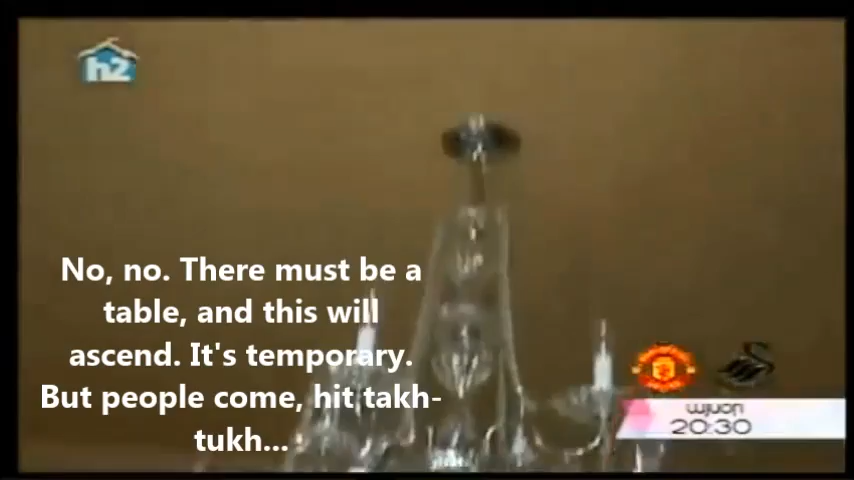 h2
No, no. There must be a
table, and this will
ascend. It's temporary.
But people come, hit takh-
tukh...
այսօր
20:30